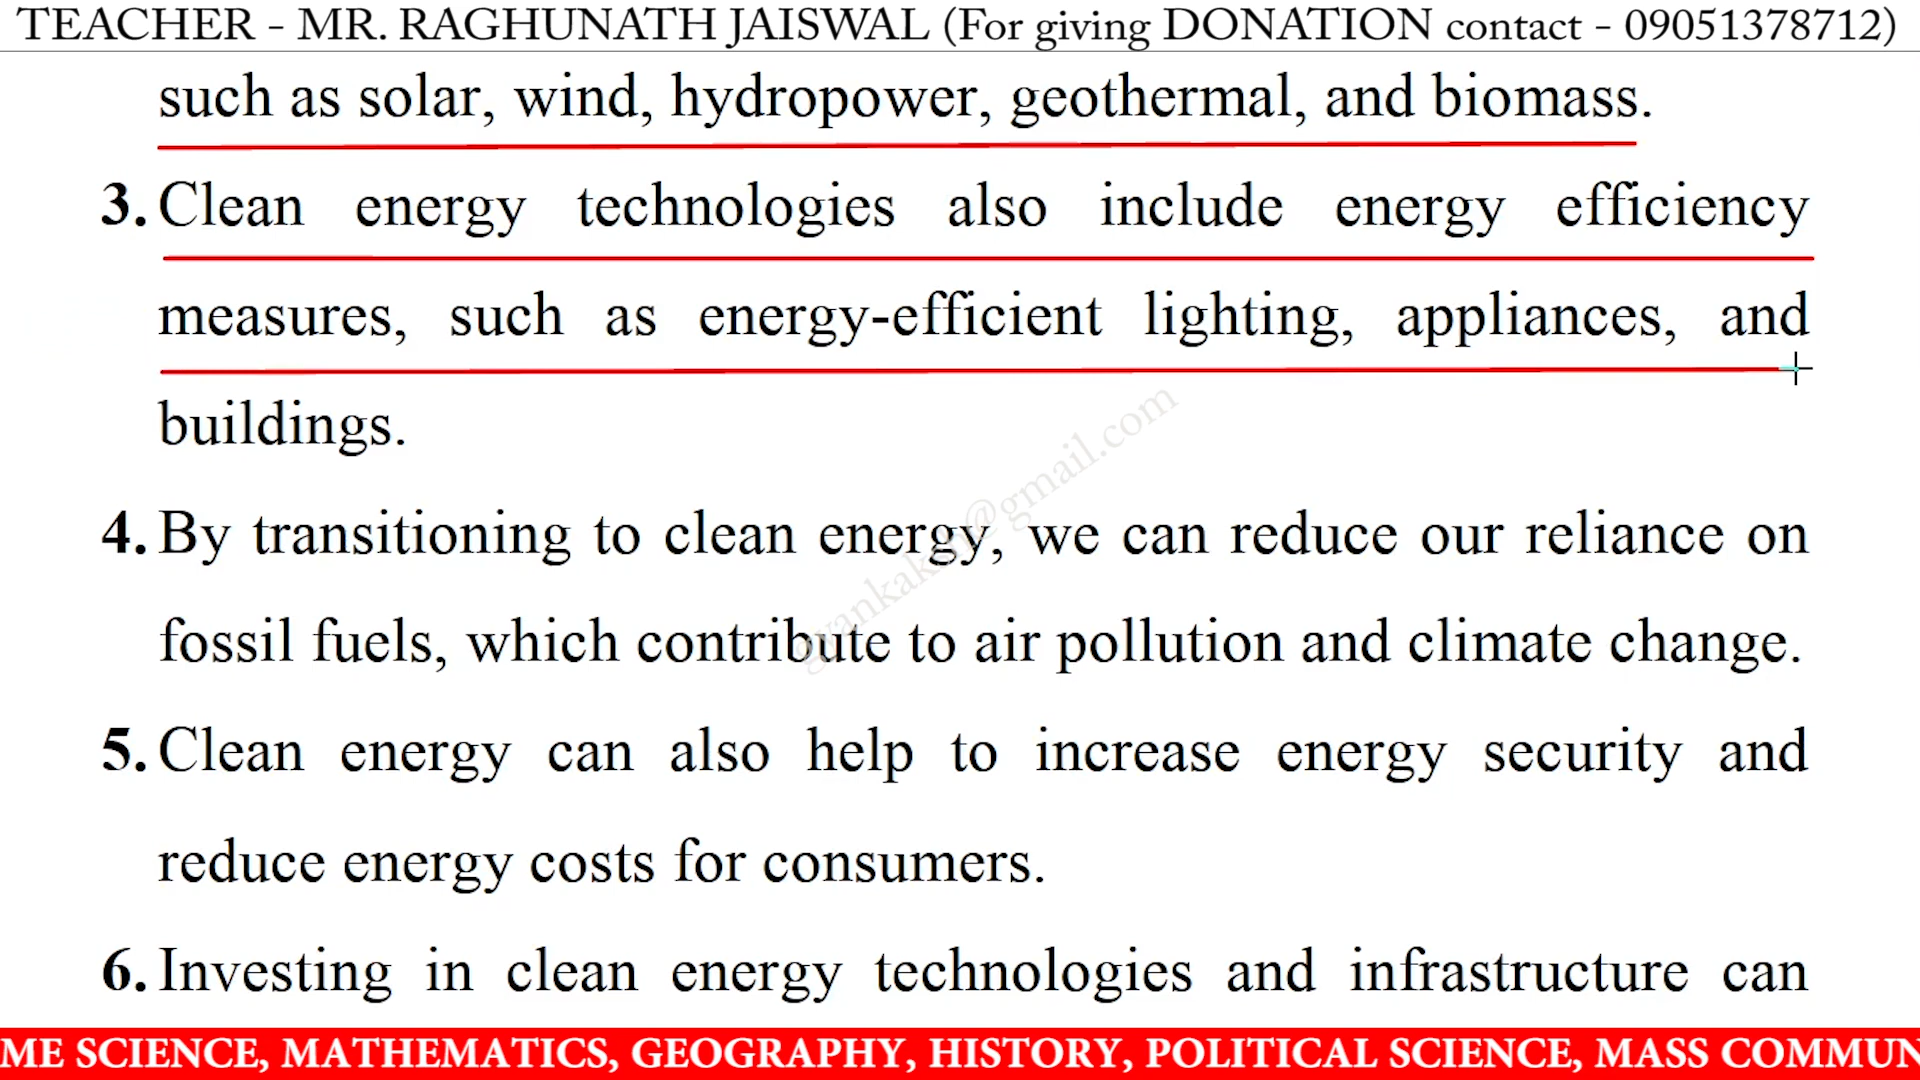 TEACHER - MR. RAGHUNATH JAISWAL (For giving DONATION contact - 09051378712)
such as solar, wind, hydropower, geothermal, and biomass.
3. Clean energy technologies also include energy efficiency
measures, such as energy-efficient lighting, appliances, and
buildings.
gyankaksh@gmail.com
4. By transitioning to clean energy, we can reduce our reliance on
fossil fuels, which contribute to air pollution and climate change.
5. Clean energy can also help to increase energy security and
reduce energy costs for consumers.
6. Investing in clean energy technologies and infrastructure can
ME SCIENCE, MATHEMATICS, GEOGRAPHY, HISTORY, POLITICAL SCIENCE, MASS COMMUN